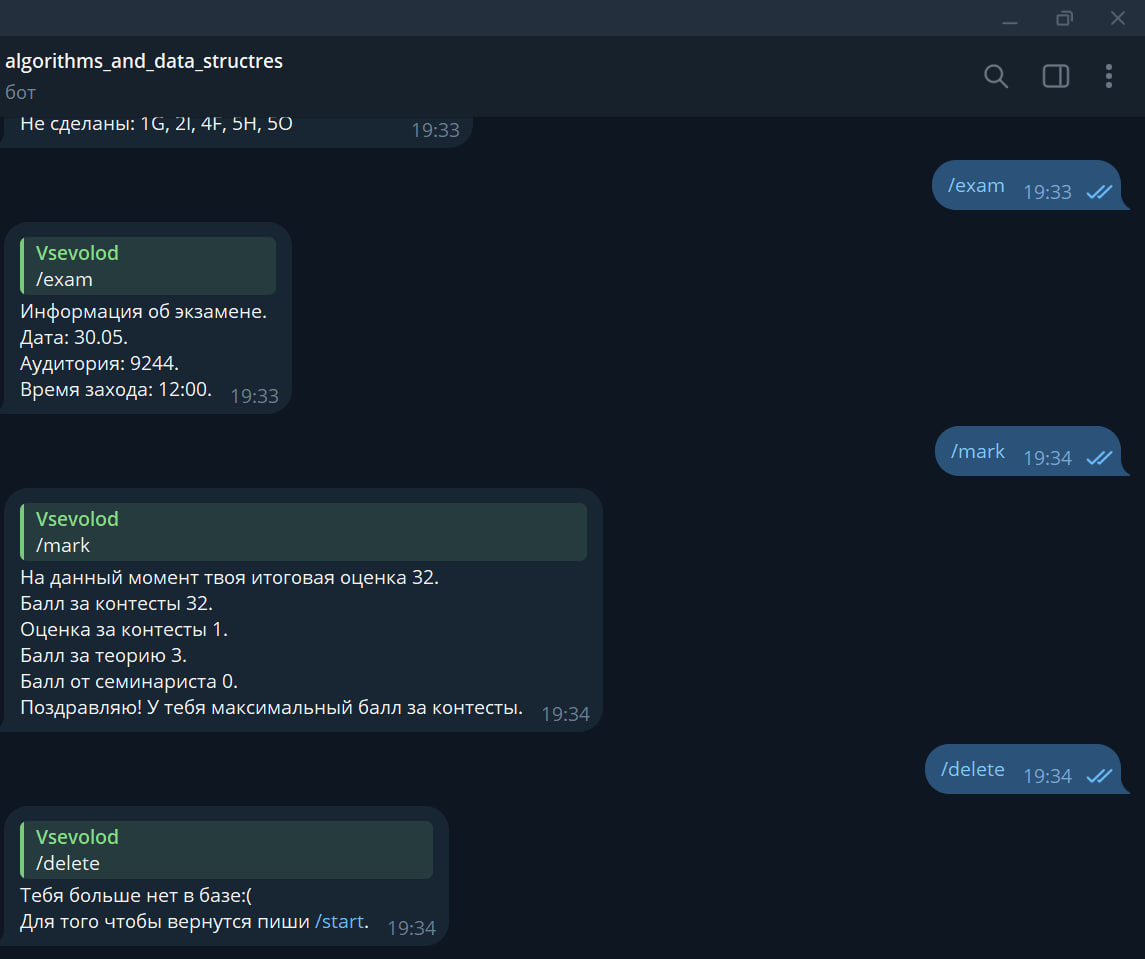 algorithms_and_data_structres
бот
Не сделаны: 1G, 2I, 4F, 5H, 5O 19:33
/exam 19:33
Vsevolod
/exam
Информация об экзамене.
Дата: 30.05.
Аудитория: 9244.
Время захода: 12:00. 19:33
/mark 19:34
Vsevolod
/mark
На данный момент твоя итоговая оценка 32.
Балл за контесты 32.
Оценка за контесты 1.
Балл за теорию 3.
Балл от семинариста 0.
Поздравляю! У тебя максимальный балл за контесты. 19:34
/delete 19:34
Vsevolod
/delete
Тебя больше нет в базе:(
Для того чтобы вернутся пиши /start. 19:34